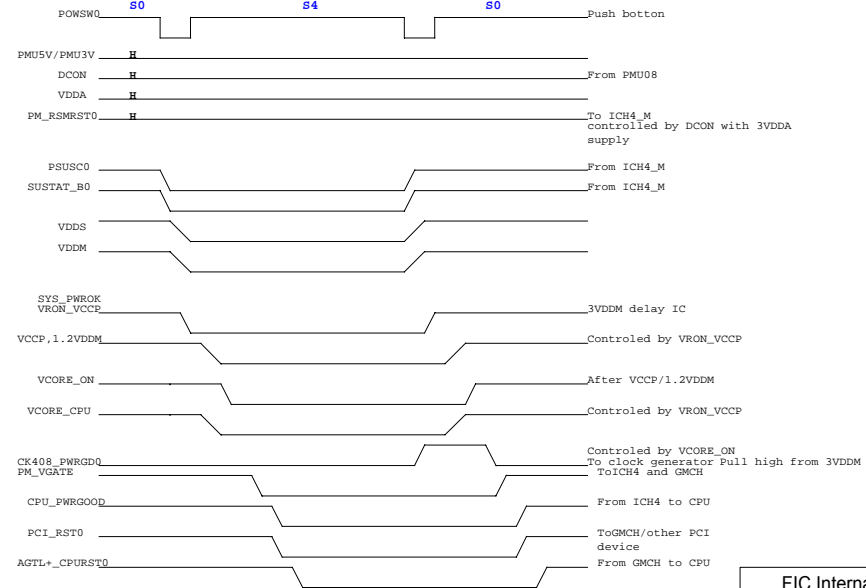 S0 S4 S0
POWSW0 Push botton
PMU5V/PMU3V H
DCON H From PMU08
VDDA H
PM_RSMRST0 H To ICH4_M
controlled by DCON with 3VDDA
supply
PSUSC0 From ICH4_M
SUSTAT_B0 From ICH4_M
VDDS
VDDM
SYS_PWROK
VRON_VCCP 3VDDM delay IC
VCCP,1.2VDDM Controled by VRON_VCCP
VCORE_ON After VCCP/1.2VDDM
VCORE_CPU Controled by VRON_VCCP
Controled by VCORE_ON
CK408_PWRGD0 To clock generator Pull high from 3VDDM
PM_VGATE ToICH4 and GMCH
CPU_PWRGOOD From ICH4 to CPU
PCI_RST0 ToGMCH/other PCI
device
AGTL+_CPURST0 From GMCH to CPU